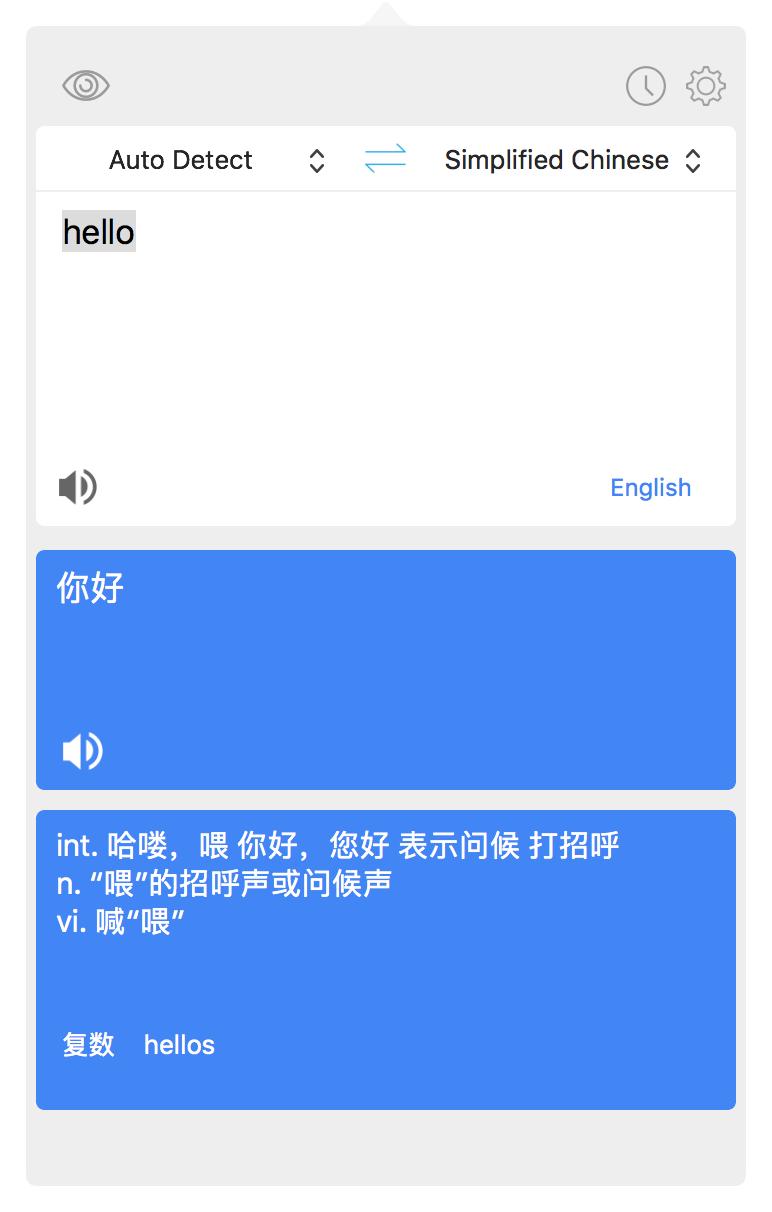 Auto Detect Simplified Chinese
hello
English
你好
int. 哈喽，喂 你好，您好 表示问候 打招呼
n. “喂”的招呼声或问候声
vi. 喊“喂”
复数 hellos